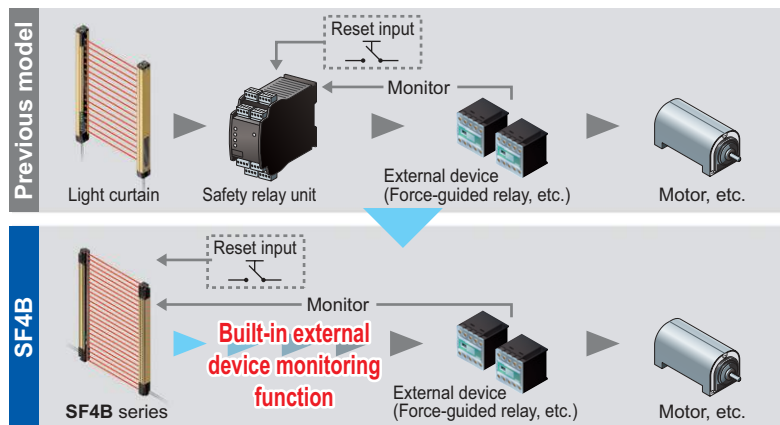 Previous model
Reset input
Monitor
Light curtain
Safety relay unit
External device
(Force-guided relay, etc.)
Motor, etc.
SF4B
Reset input
Monitor
Built-in external
device monitoring
function
SF4B series
External device
(Force-guided relay, etc.)
Motor, etc.